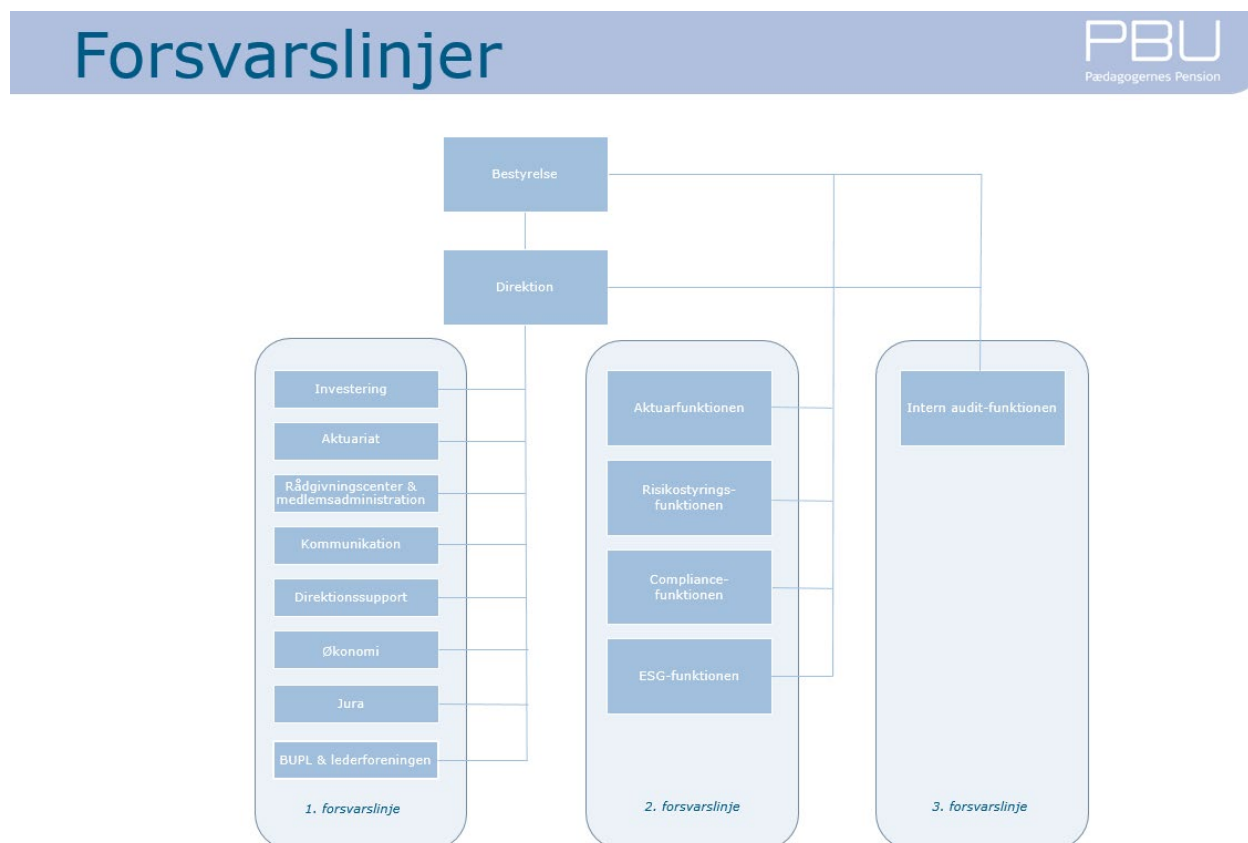 Forsvarslinjer
PBU
Pædagogernes Pension
Bestyrelse
Direktion
Investering
Aktuariat
Rådgivningscenter &
medlemsadministration
Kommunikation
Direktionssupport
Økonomi
Jura
BUPL & lederforeningen
1. forsvarslinje
Aktuarfunktionen
Risikostyrings-
funktionen
Compliance-
funktionen
ESG-funktionen
2. forsvarslinje
Intern audit-funktionen
3. forsvarslinje